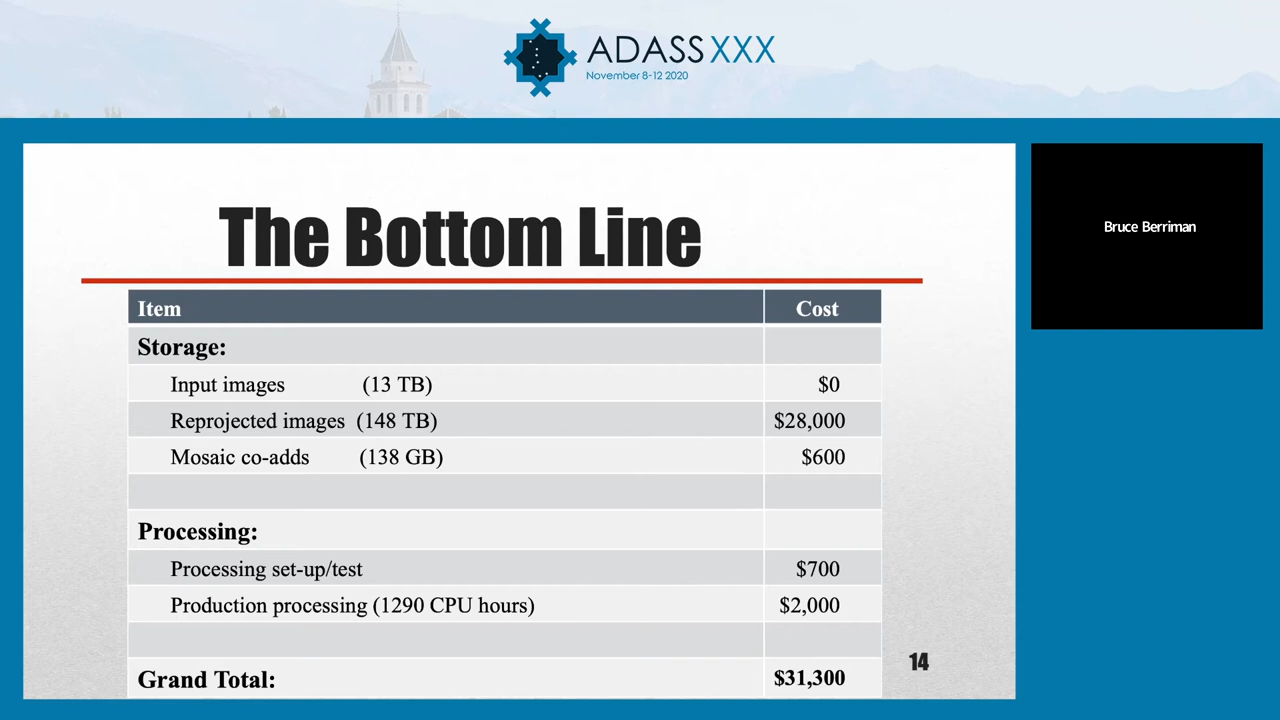 ADASS XXX
November 8-12 2020
The Bottom Line
Bruce Berriman
Item Cost
Storage:
Input images (13 TB) $0
Reprojected images (148 TB) $28,000
Mosaic co-adds (138 GB) $600
Processing:
Processing set-up/test $700
Production processing (1290 CPU hours) $2,000
Grand Total: $31,300
14